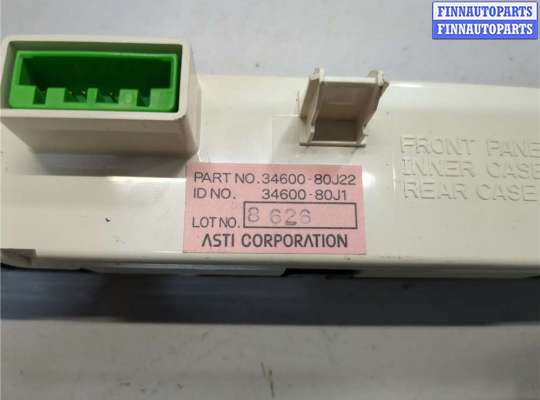 FINNAUTOPARTS
FINNAUTOPARTS
FRONT PANE
INNER CASE
REAR CASE
PART NO. 34600-80J22
ID NO. 34600-80J1
LOT NO. 8 626
ASTI CORPORATION